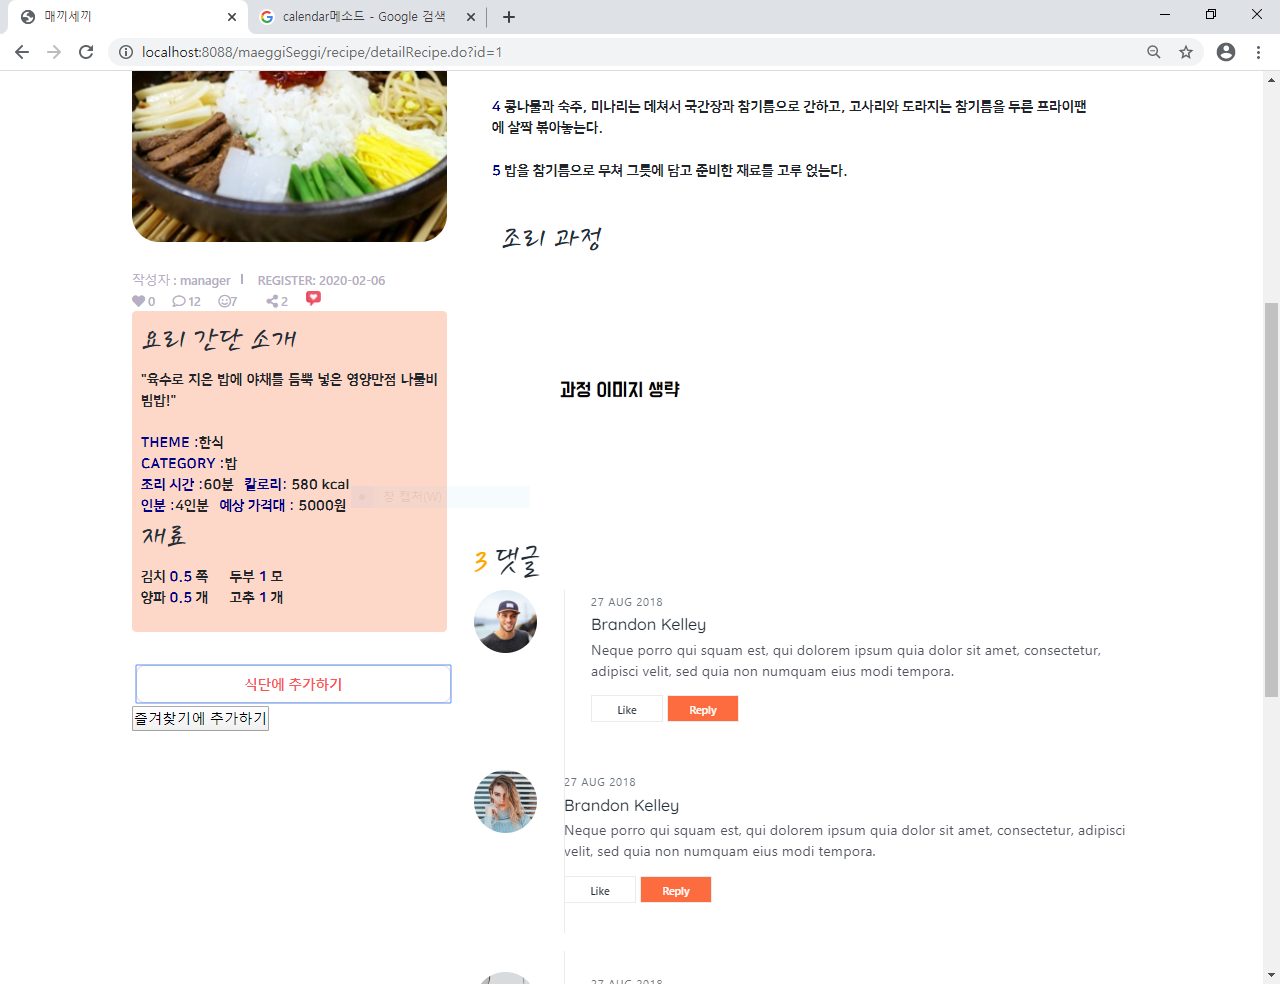 매끼세끼
calendar메소드 - Google 검색
localhost:8088/maeggiSeggi/recipe/detailRecipe.do?id=1
4 콩나물과 숙주, 미나리는 데쳐서 국간장과 참기름으로 간하고, 고사리와 도라지는 참기름을 두른 프라이팬
에 살짝 볶아놓는다.
5 밥을 참기름으로 무쳐 그릇에 담고 준비한 재료를 고루 얹는다.
조리 과정
작성자 : manager | REGISTER: 2020-02-06
0 12 7 2
요리 간단 소개
"육수로 지은 밥에 야채를 듬뿍 넣은 영양만점 나물비
빔밥!"
THEME :한식
CATEGORY :밥
조리 시간 :60분 칼로리: 580 kcal
인분 :4인분 예상 가격대 : 5000원
창 캡처(W)
재료
김치 0.5 쪽 두부 1 모
양파 0.5 개 고추 1 개
식단에 추가하기
즐겨찾기에 추가하기
과정 이미지 생략
3 댓글
27 AUG 2018
Brandon Kelley
Neque porro qui squam est, qui dolorem ipsum quia dolor sit amet, consectetur,
adipisci velit, sed quia non numquam eius modi tempora.
Like Reply
27 AUG 2018
Brandon Kelley
Neque porro qui squam est, qui dolorem ipsum quia dolor sit amet, consectetur, adipisci
velit, sed quia non numquam eius modi tempora.
Like Reply
27 AUG 2018